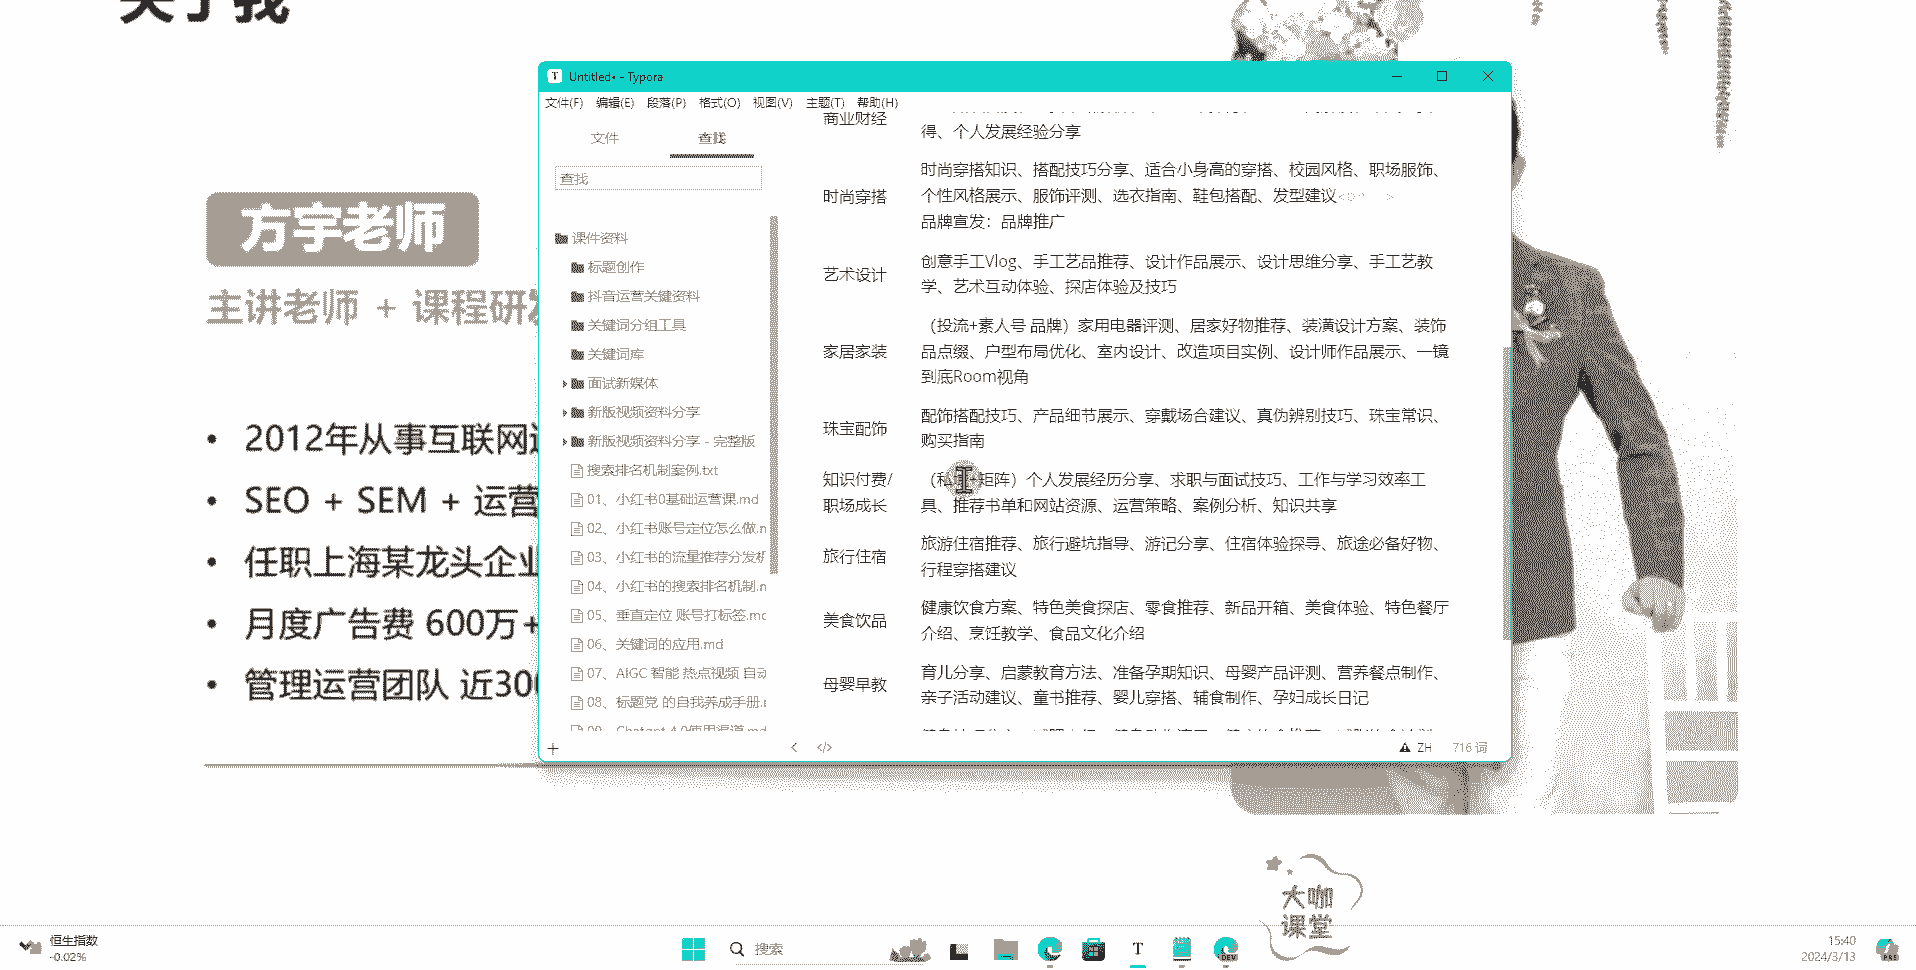 关于我
方宇老师
主讲老师 + 课程研发
2012年从事互联网
SEO + SEM + 运营
任职上海某龙头企业
月度广告费 600万+
管理运营团队 近300
Untitled• - Typora
文件(F) 编辑(E) 段落(P) 格式(O) 视图(V) 主题(T) 帮助(H)
文件 查找
查找
课件资料
标题创作
抖音运营关键资料
关键词分组工具
关键词库
面试新媒体
新版视频资料分享
新版视频资料分享 - 完整版
搜索排名机制案例.txt
01、小红书0基础运营课.md
02、小红书账号定位怎么做.n
03、小红书的流量推荐分发机
04、小红书的搜索排名机制.n
05、垂直定位 账号打标签.mc
06、关键词的应用.md
07、AIGC 智能 热点视频 自动
08、标题党 的自我养成手册.r
09、Chatgpt 4.0使用渠道.md
商业财经
得、个人发展经验分享
时尚穿搭
时尚穿搭知识、搭配技巧分享、适合小身高的穿搭、校园风格、职场服饰、
个性风格展示、服饰评测、选衣指南、鞋包搭配、发型建议
品牌宣发：品牌推广
艺术设计
创意手工Vlog、手工艺品推荐、设计作品展示、设计思维分享、手工艺教
学、艺术互动体验、探店体验及技巧
家居家装
（投流+素人号 品牌）家用电器评测、居家好物推荐、装潢设计方案、装饰
品点缀、户型布局优化、室内设计、改造项目实例、设计师作品展示、一镜
到底Room视角
珠宝配饰
配饰搭配技巧、产品细节展示、穿戴场合建议、真伪辨别技巧、珠宝常识、
购买指南
知识付费/
职场成长
（私域+矩阵）个人发展经历分享、求职与面试技巧、工作与学习效率工
具、推荐书单和网站资源、运营策略、案例分析、知识共享
旅行住宿
旅游住宿推荐、旅行避坑指导、游记分享、住宿体验探寻、旅途必备好物、
行程穿搭建议
美食饮品
健康饮食方案、特色美食探店、零食推荐、新品开箱、美食体验、特色餐厅
介绍、烹饪教学、食品文化介绍
母婴早教
育儿分享、启蒙教育方法、准备孕期知识、母婴产品评测、营养餐点制作、
亲子活动建议、童书推荐、婴儿穿搭、辅食制作、孕妇成长日记
ZH 716 词
大咖
课堂
恒生指数
-0.02%
搜索
DEV
15:40
2024/3/13
PRE